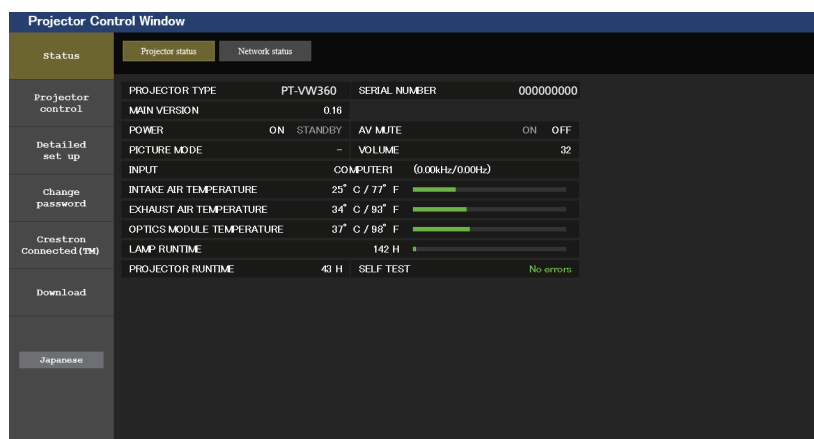 Projector Control Window
Status
Projector status
Network status
Projector
control
Detailed
set up
Change
password
Crestron
Connected(TM)
Download
Japanese
PROJECTOR TYPE PT-VW360 SERIAL NUMBER 000000000
MAIN VERSION 0.16
POWER ON STANDBY AV MUTE ON OFF
PICTURE MODE – VOLUME 32
INPUT COMPUTER1 (0.00kHz/0.00Hz)
INTAKE AIR TEMPERATURE 25° C / 77° F
EXHAUST AIR TEMPERATURE 34° C / 93° F
OPTICS MODULE TEMPERATURE 37° C / 98° F
LAMP RUNTIME 142 H
PROJECTOR RUNTIME 43 H SELF TEST No errors